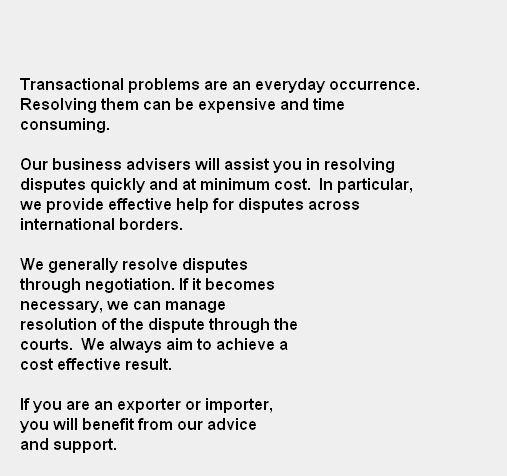 Transactional problems are an everyday occurrence.
Resolving them can be expensive and time
consuming.
Our business advisers will assist you in resolving
disputes quickly and at minimum cost.  In particular,
we provide effective help for disputes across
international borders.
We generally resolve disputes
through negotiation. If it becomes
necessary, we can manage
resolution of the dispute through the
courts.  We always aim to achieve a
cost effective result.
If you are an exporter or importer,
you will benefit from our advice
and support.